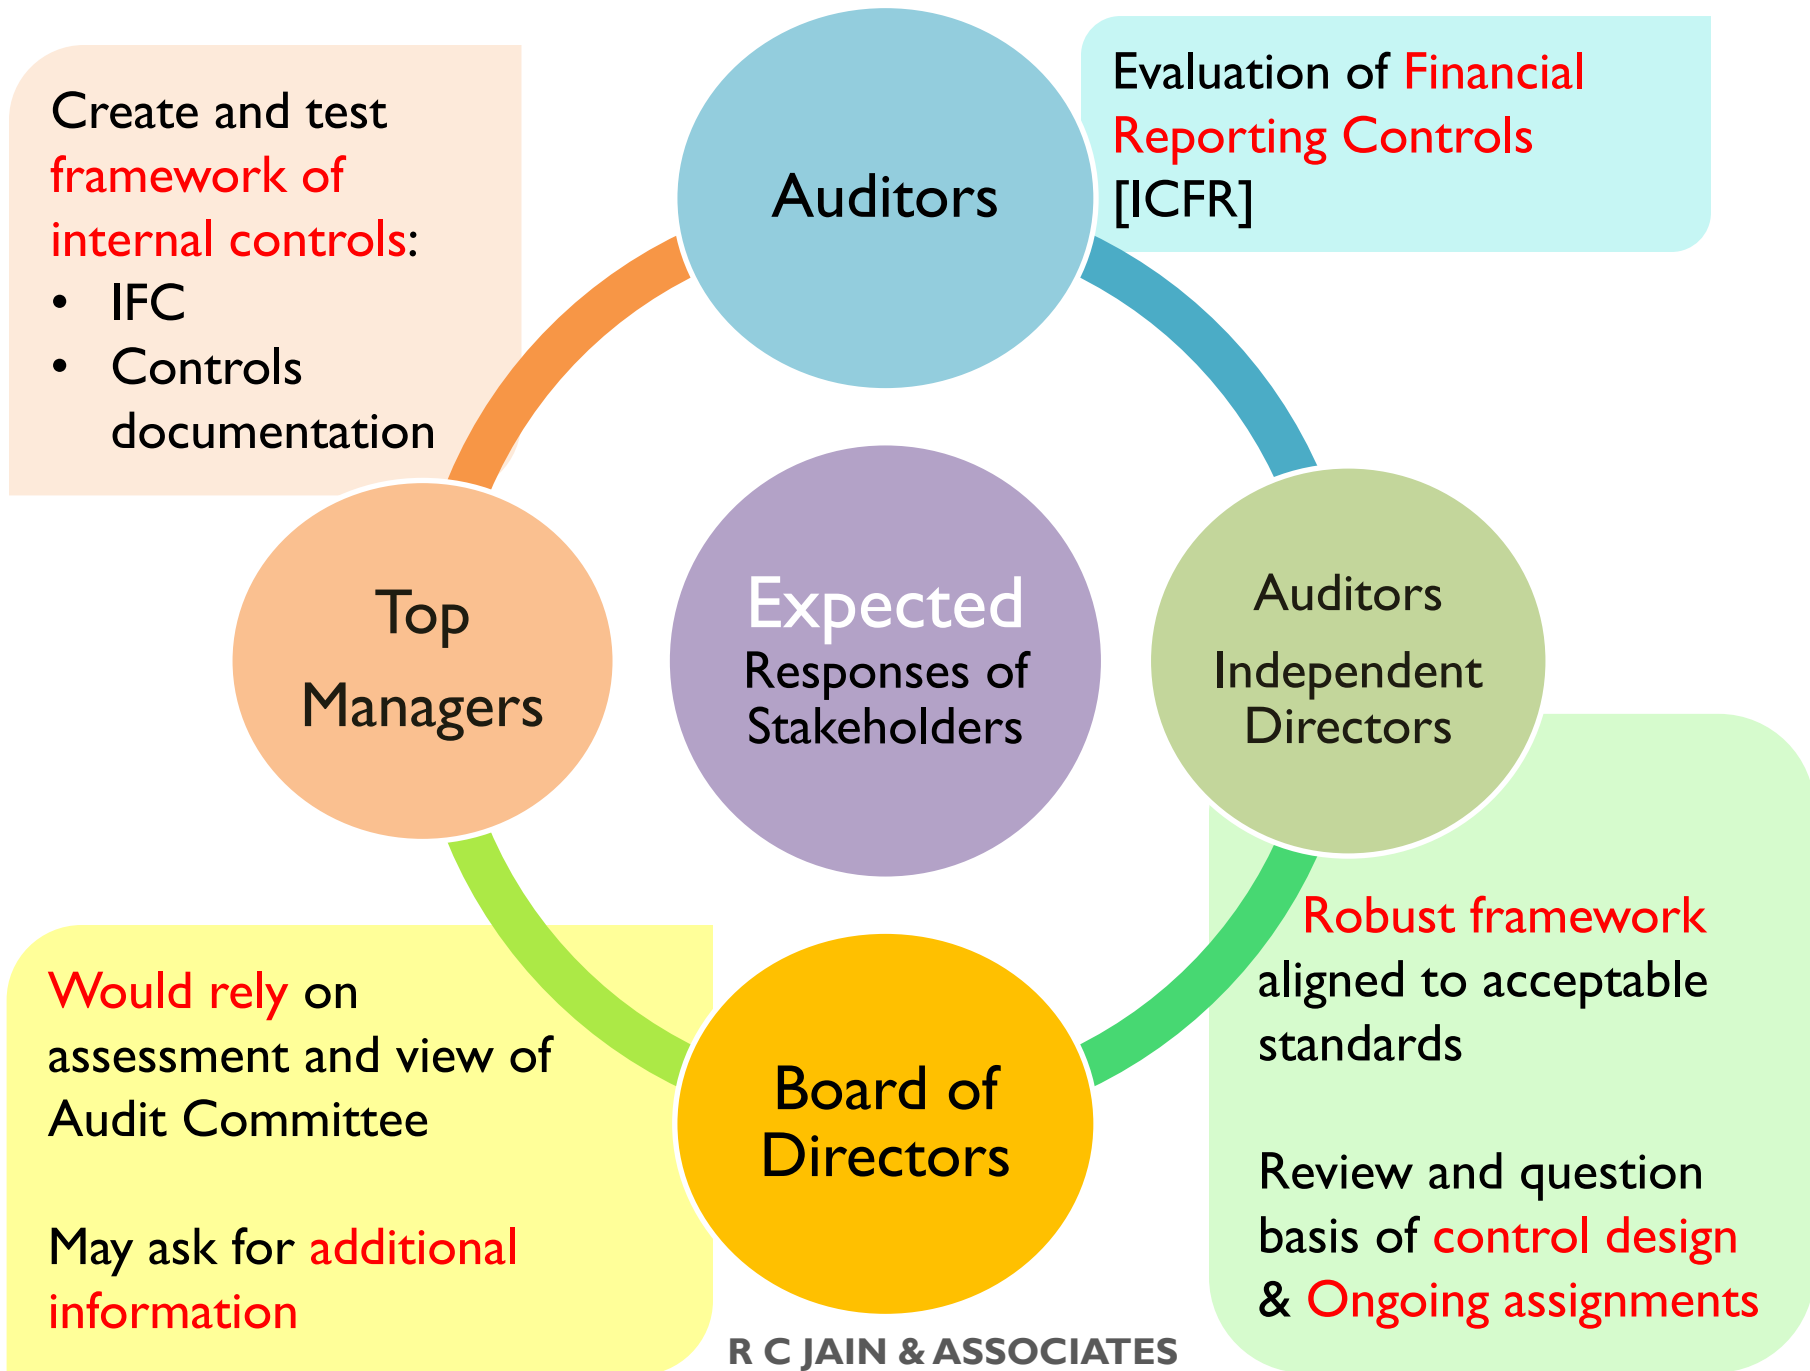 Create and test
framework of
internal controls:
• IFC
• Controls
documentation
Auditors
Evaluation of Financial
Reporting Controls
[ICFR]
Top
Managers
Expected
Responses of
Stakeholders
Auditors
Independent
Directors
Would rely on
assessment and view of
Audit Committee
May ask for additional
information
Board of
Directors
Robust framework
aligned to acceptable
standards
Review and question
basis of control design
& Ongoing assignments
R C JAIN & ASSOCIATES